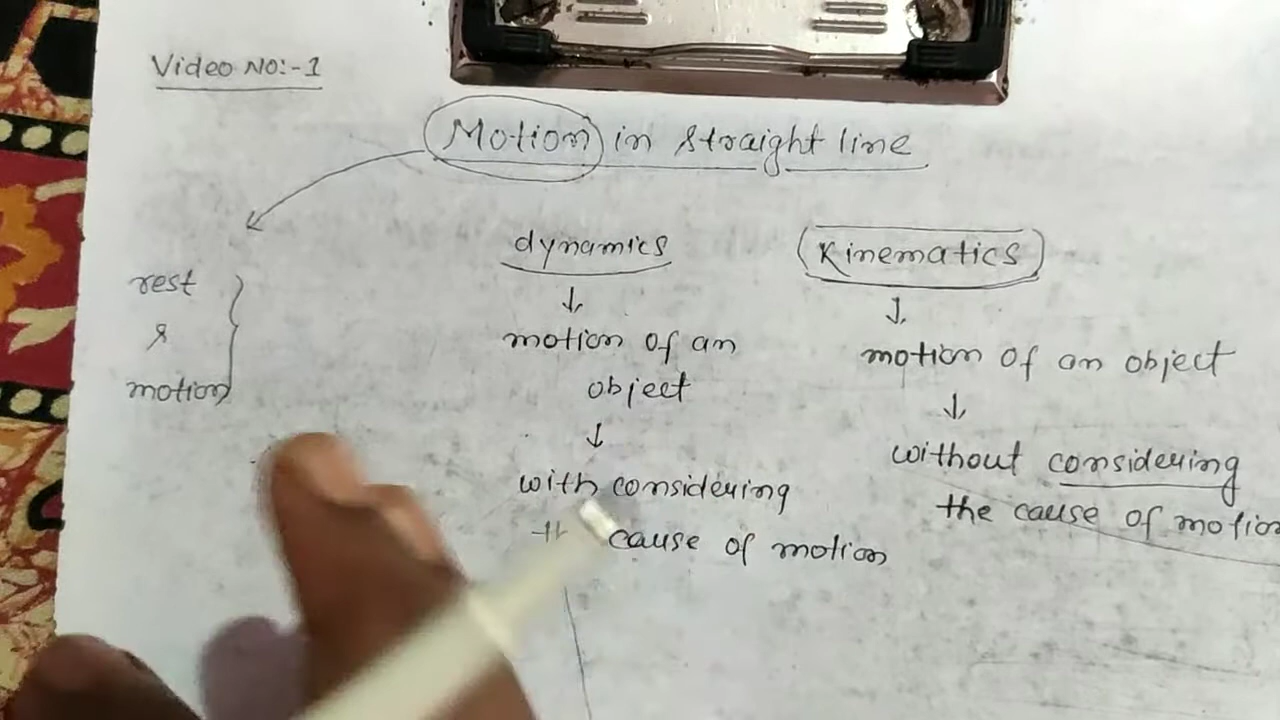 Video NO:-1
Motion in straight line
rest
&
motion
dynamics
motion of an
object
with considering
cause of motion
Kinematics
motion of an object
without considering
the cause of motion